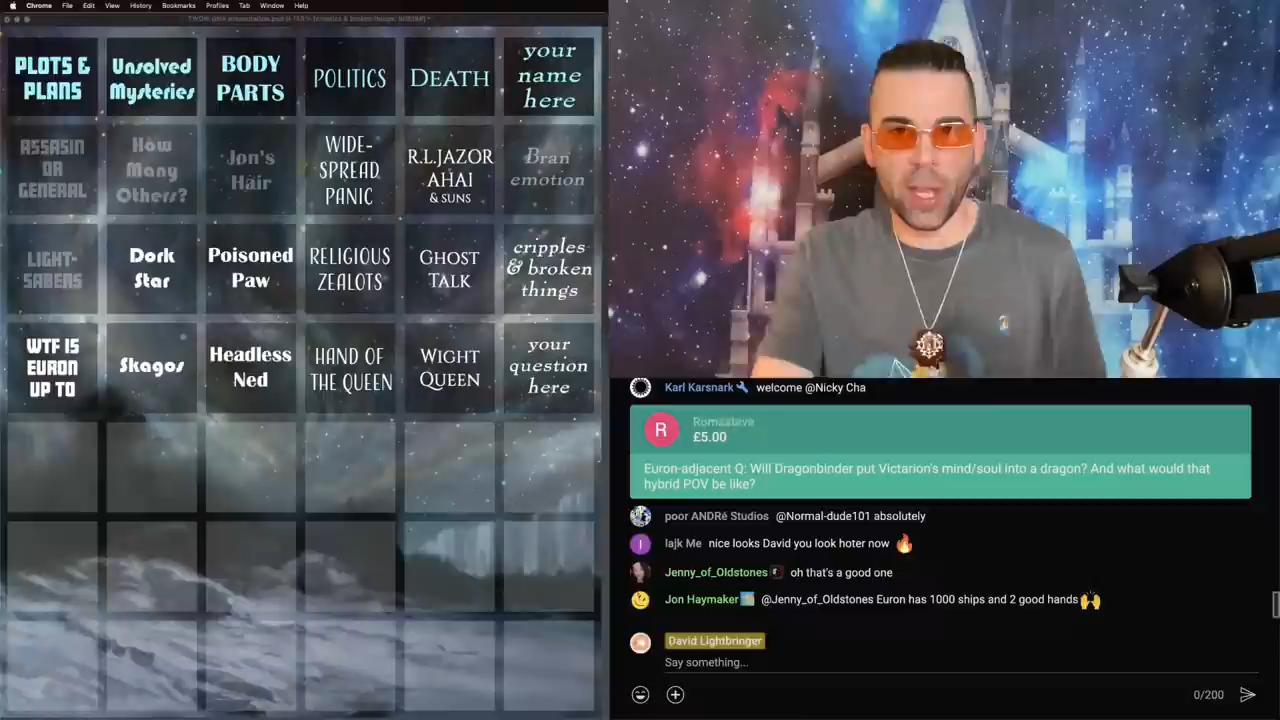 Chrome File Edit View History Bookmarks Profiles Tab Window Help
PLOTS &
PLANS
Unsolved
Mysteries
BODY
PARTS
POLITICS
DEATH
your
name
here
ASSASIN
OR
GENERAL
How
Many
Others?
Jon's
Hair
WIDE-
SPREAD
PANIC
R.L.JAZOR
AHAI
& SUNS
Bran
emotion
LIGHT-
SABERS
Dork
Star
Poisoned
Paw
RELIGIOUS
ZEALOTS
GHOST
TALK
cripples
& broken
things
WTF IS
EURON
UP TO
Skagos
Headless
Ned
HAND OF
THE QUEEN
WIGHT
QUEEN
your
question
here
Karl Karsnark welcome @Nicky Cha
R
Romasteve
£5.00
Euron-adjacent Q: Will Dragonbinder put Victarion's mind/soul into a dragon? And what would that
hybrid POV be like?
poor ANDRé Studios @Normal-dude101 absolutely
I
lajk Me nice looks David you look hoter now
Jenny_of_Oldstones oh that's a good one
Jon Haymaker @Jenny_of_Oldstones Euron has 1000 ships and 2 good hands
David Lightbringer
Say something...
0/200